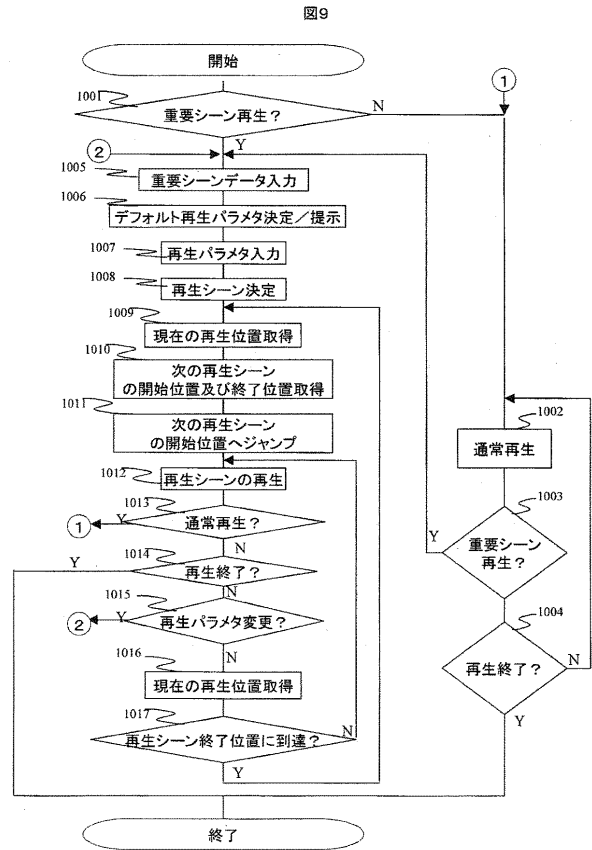 図9
開始
1001
重要シーン再生？
N
1
Y
2
1005
重要シーンデータ入力
1006
デフォルト再生パラメタ決定／提示
1007
再生パラメタ入力
1008
再生シーン決定
1009
現在の再生位置取得
1010
次の再生シーン
の開始位置及び終了位置取得
1011
次の再生シーン
の開始位置へジャンプ
1012
再生シーンの再生
1013
通常再生？
Y
1
N
1014
再生終了？
Y
N
1015
再生パラメタ変更？
Y
2
N
1016
現在の再生位置取得
1017
再生シーン終了位置に到達？
N
Y
1002
通常再生
1003
重要シーン
再生？
Y
1004
再生終了？
N
Y
終了